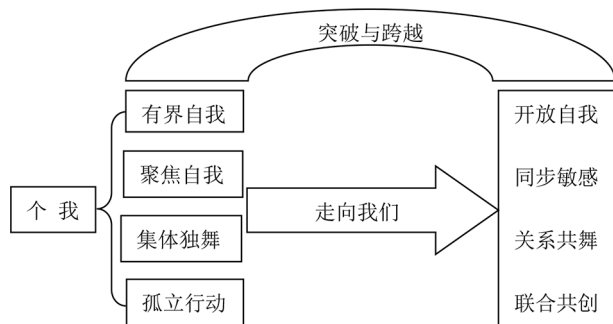 突破与跨越
个 我
有界自我
聚焦自我
集体独舞
孤立行动
走向我们
开放自我
同步敏感
关系共舞
联合共创